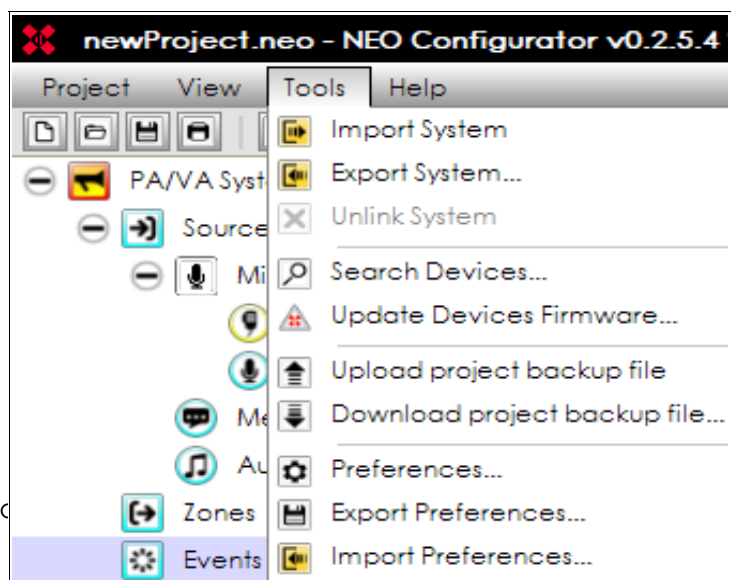 newProject.neo - NEO Configurator v0.2.5.4
Project View Tools Help
Import System
PA/VA Syst
Export System...
Source
Unlink System
Mi
Search Devices...
Update Devices Firmware...
Upload project backup file
Me
Download project backup file...
Au
Preferences...
Zones
Export Preferences...
Events
Import Preferences...